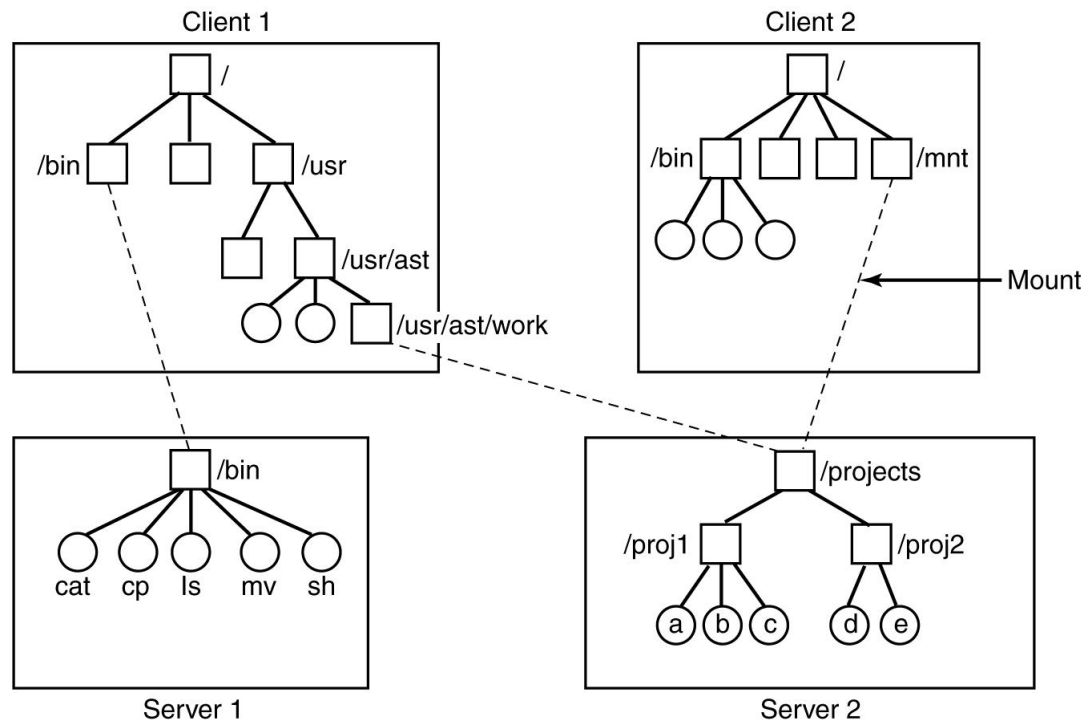 Client 1
Client 2
/
/
/bin
/usr
/bin
/mnt
/usr/ast
Mount
/usr/ast/work
/bin
/projects
/proj1
/proj2
cat cp ls mv sh
a b c d e
Server 1
Server 2